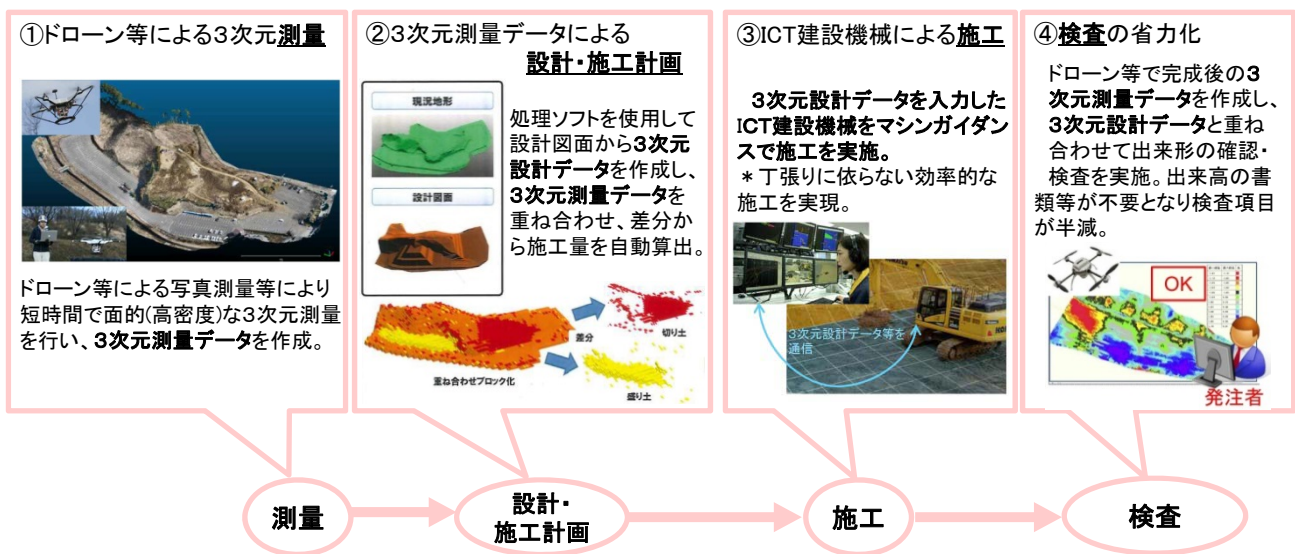 ①ドローン等による3次元測量
ドローン等による写真測量等により
短時間で面的(高密度)な3次元測量
を行い、3次元測量データを作成。
②3次元測量データによる
設計・施工計画
現況地形
設計図面
処理ソフトを使用して
設計図面から3次元
設計データを作成し、
3次元測量データを
重ね合わせ、差分か
ら施工量を自動算出。
差分
切り土
重ね合わせブロック化
盛り土
③ICT建設機械による施工
3次元設計データを入力した
ICT建設機械をマシンガイダン
スで施工を実施。
*丁張りに依らない効率的な
施工を実現。
3次元設計データ等を
通信
④検査の省力化
ドローン等で完成後の3
次元測量データを作成し、
3次元設計データと重ね
合わせて出来形の確認・
検査を実施。出来高の書
類等が不要となり検査項目
が半減。
OK
発注者
測量
設計・
施工計画
施工
検査